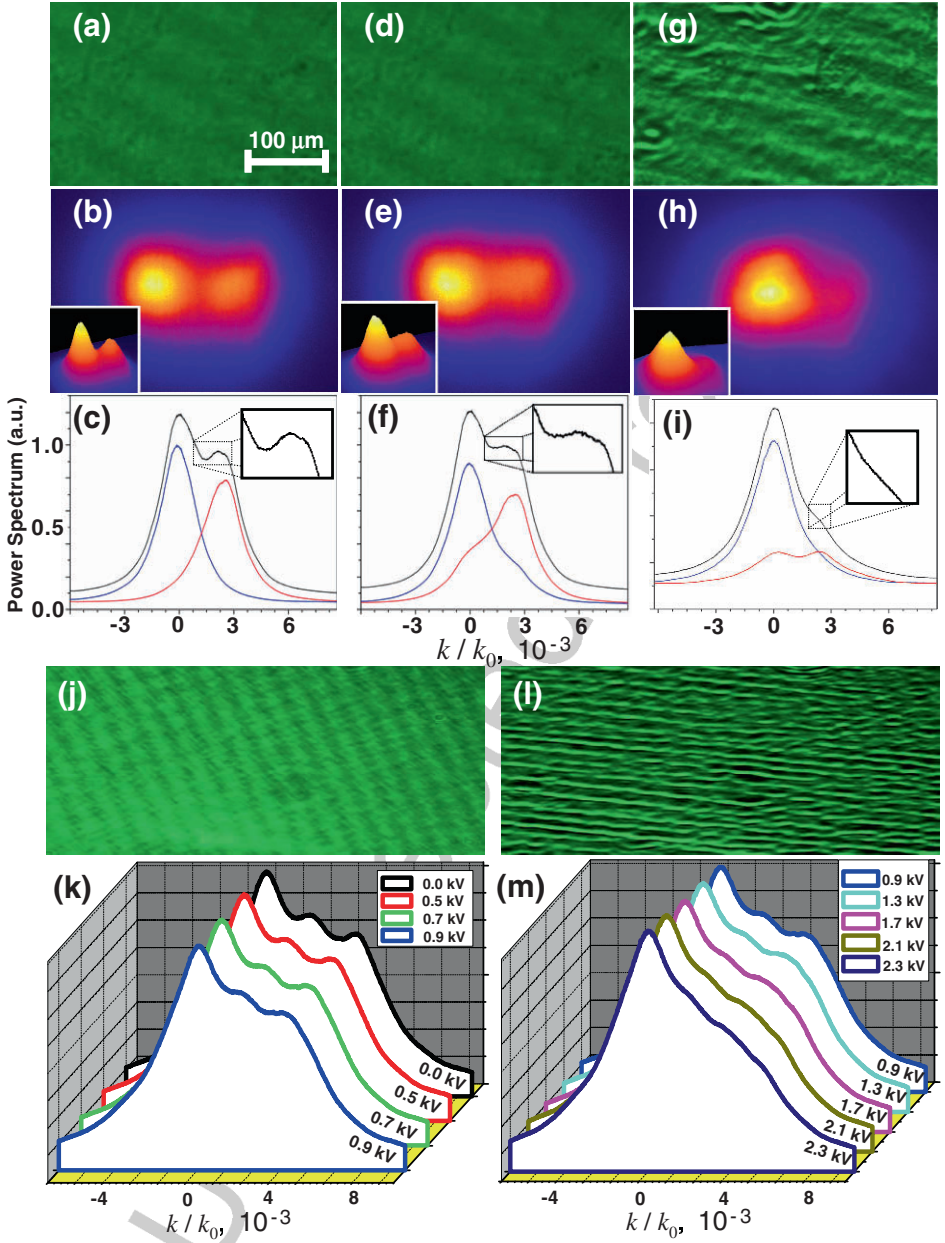 (a)
(d)
(g)
100 μm
(b)
(e)
(h)
(c)
(f)
(i)
Power Spectrum (a.u.)
1.0
0.5
0.0
-3 0 3 6
-3 0 3 6
-3 0 3 6
k / k0, 10-3
(j)
(l)
(k)
0.0 kV
0.5 kV
0.7 kV
0.9 kV
0.0 kV
0.5 kV
0.7 kV
0.9 kV
-4 0 4 8
k / k0, 10-3
(m)
0.9 kV
1.3 kV
1.7 kV
2.1 kV
2.3 kV
0.9 kV
1.3 kV
1.7 kV
2.1 kV
2.3 kV
-4 0 4 8
k / k0, 10-3